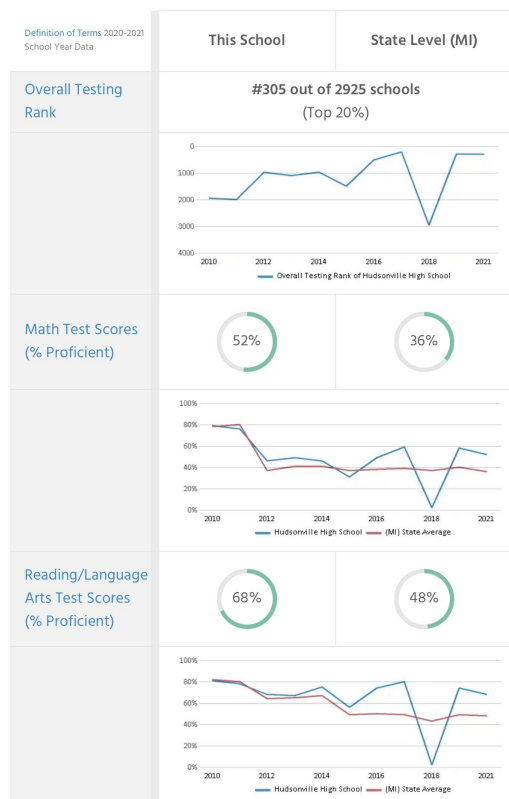 Definition of Terms 2020-2021
School Year Data
This School
State Level (MI)
Overall Testing
Rank
#305 out of 2925 schools
(Top 20%)
0
1000
2000
3000
4000
2010
2012
2014
2016
2018
2021
Overall Testing Rank of Hudsonville High School
Math Test Scores
(% Proficient)
52%
36%
100%
80%
60%
40%
20%
0%
2010
2012
2014
2016
2018
2021
Hudsonville High School
(MI) State Average
Reading/Language
Arts Test Scores
(% Proficient)
68%
48%
100%
80%
60%
40%
20%
0%
2010
2012
2014
2016
2018
2021
Hudsonville High School
(MI) State Average